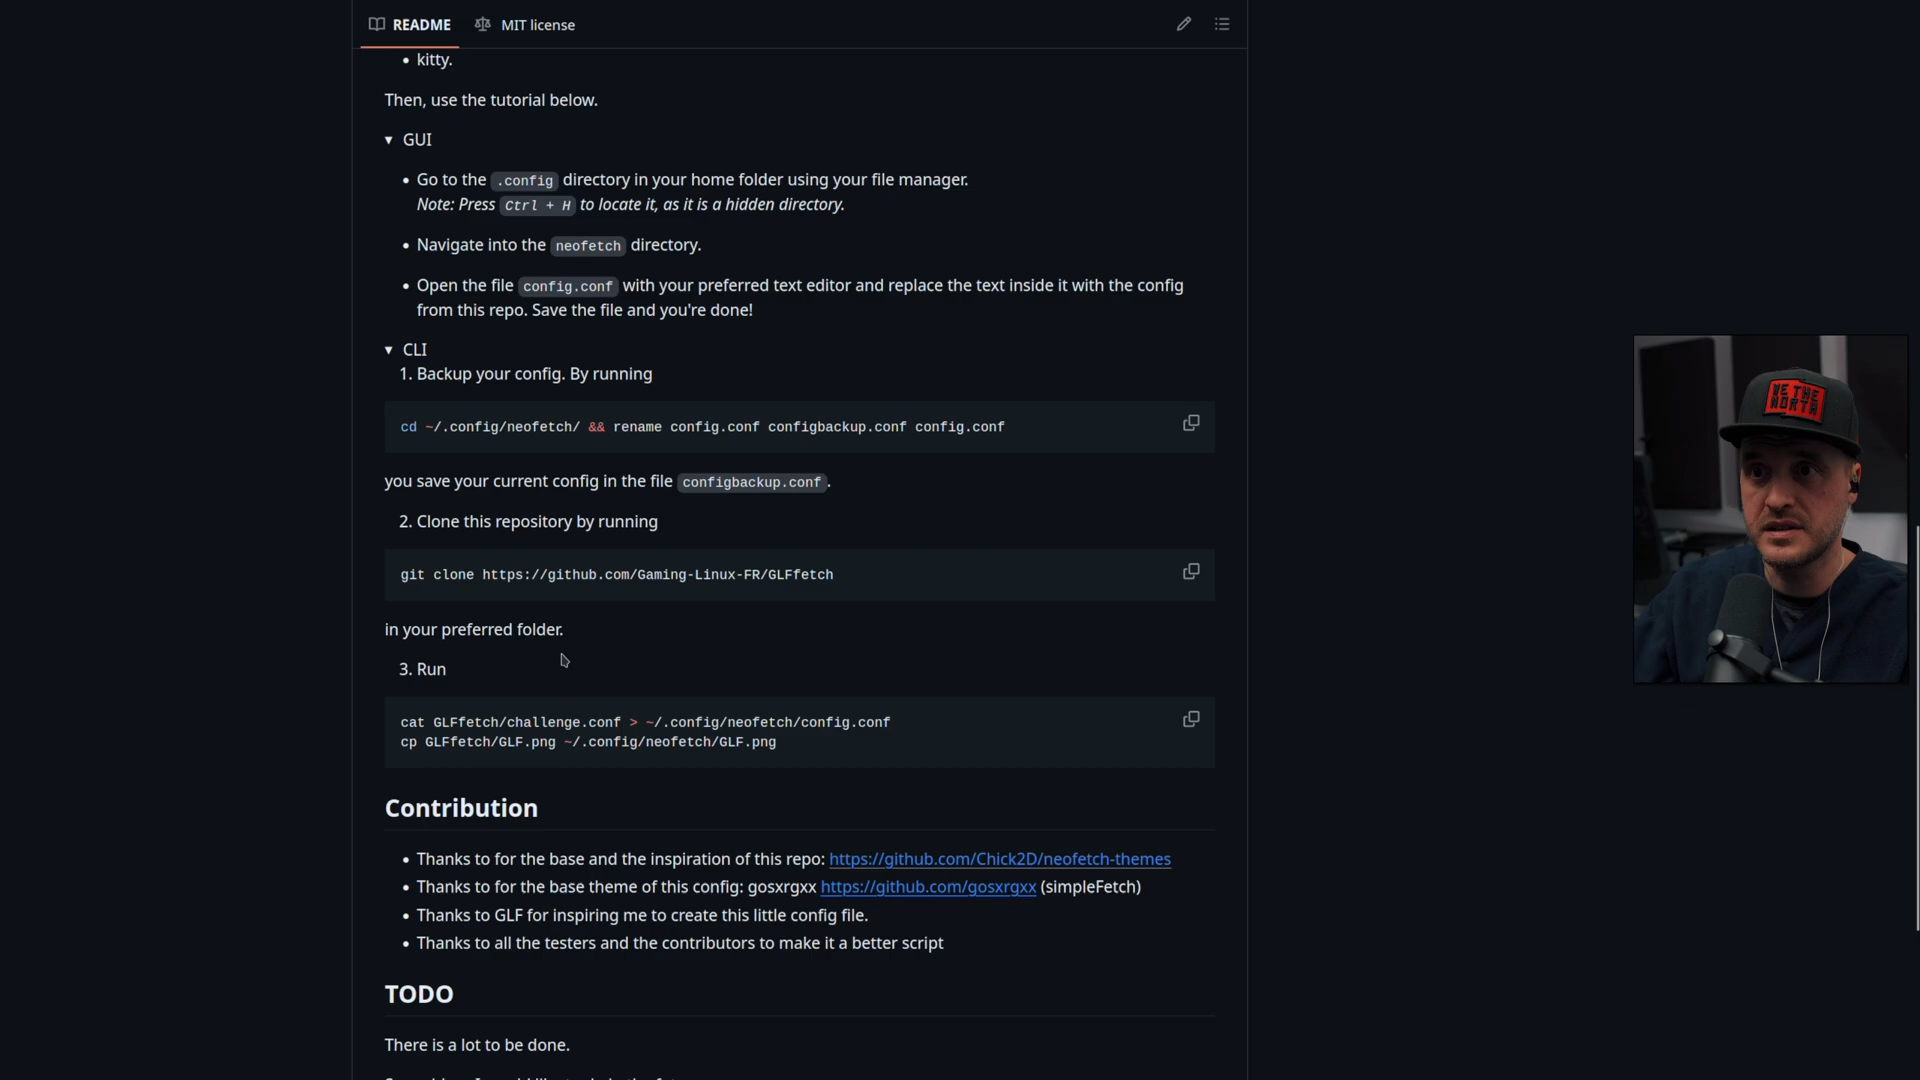 README MIT license
kitty.
Then, use the tutorial below.
GUI
Go to the .config directory in your home folder using your file manager.
Note: Press Ctrl + H to locate it, as it is a hidden directory.
Navigate into the neofetch directory.
Open the file config.conf with your preferred text editor and replace the text inside it with the config
from this repo. Save the file and you're done!
CLI
1. Backup your config. By running
cd ~/.config/neofetch/ && rename config.conf configbackup.conf config.conf
you save your current config in the file configbackup.conf.
2. Clone this repository by running
git clone https://github.com/Gaming-Linux-FR/GLFfetch
in your preferred folder.
3. Run
cat GLFfetch/challenge.conf > ~/.config/neofetch/config.conf
cp GLFfetch/GLF.png ~/.config/neofetch/GLF.png
Contribution
Thanks to for the base and the inspiration of this repo: https://github.com/Chick2D/neofetch-themes
Thanks to for the base theme of this config: gosxrgxx https://github.com/gosxrgxx (simpleFetch)
Thanks to GLF for inspiring me to create this little config file.
Thanks to all the testers and the contributors to make it a better script
TODO
There is a lot to be done.
WE THE
NORTH